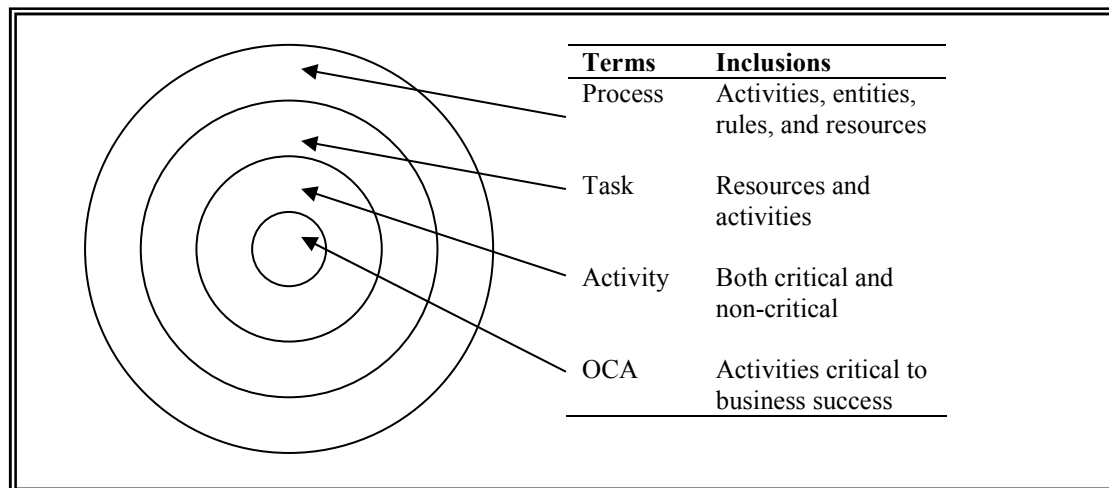 Terms Inclusions
Process Activities, entities,
rules, and resources
Task Resources and
activities
Activity Both critical and
non-critical
OCA Activities critical to
business success